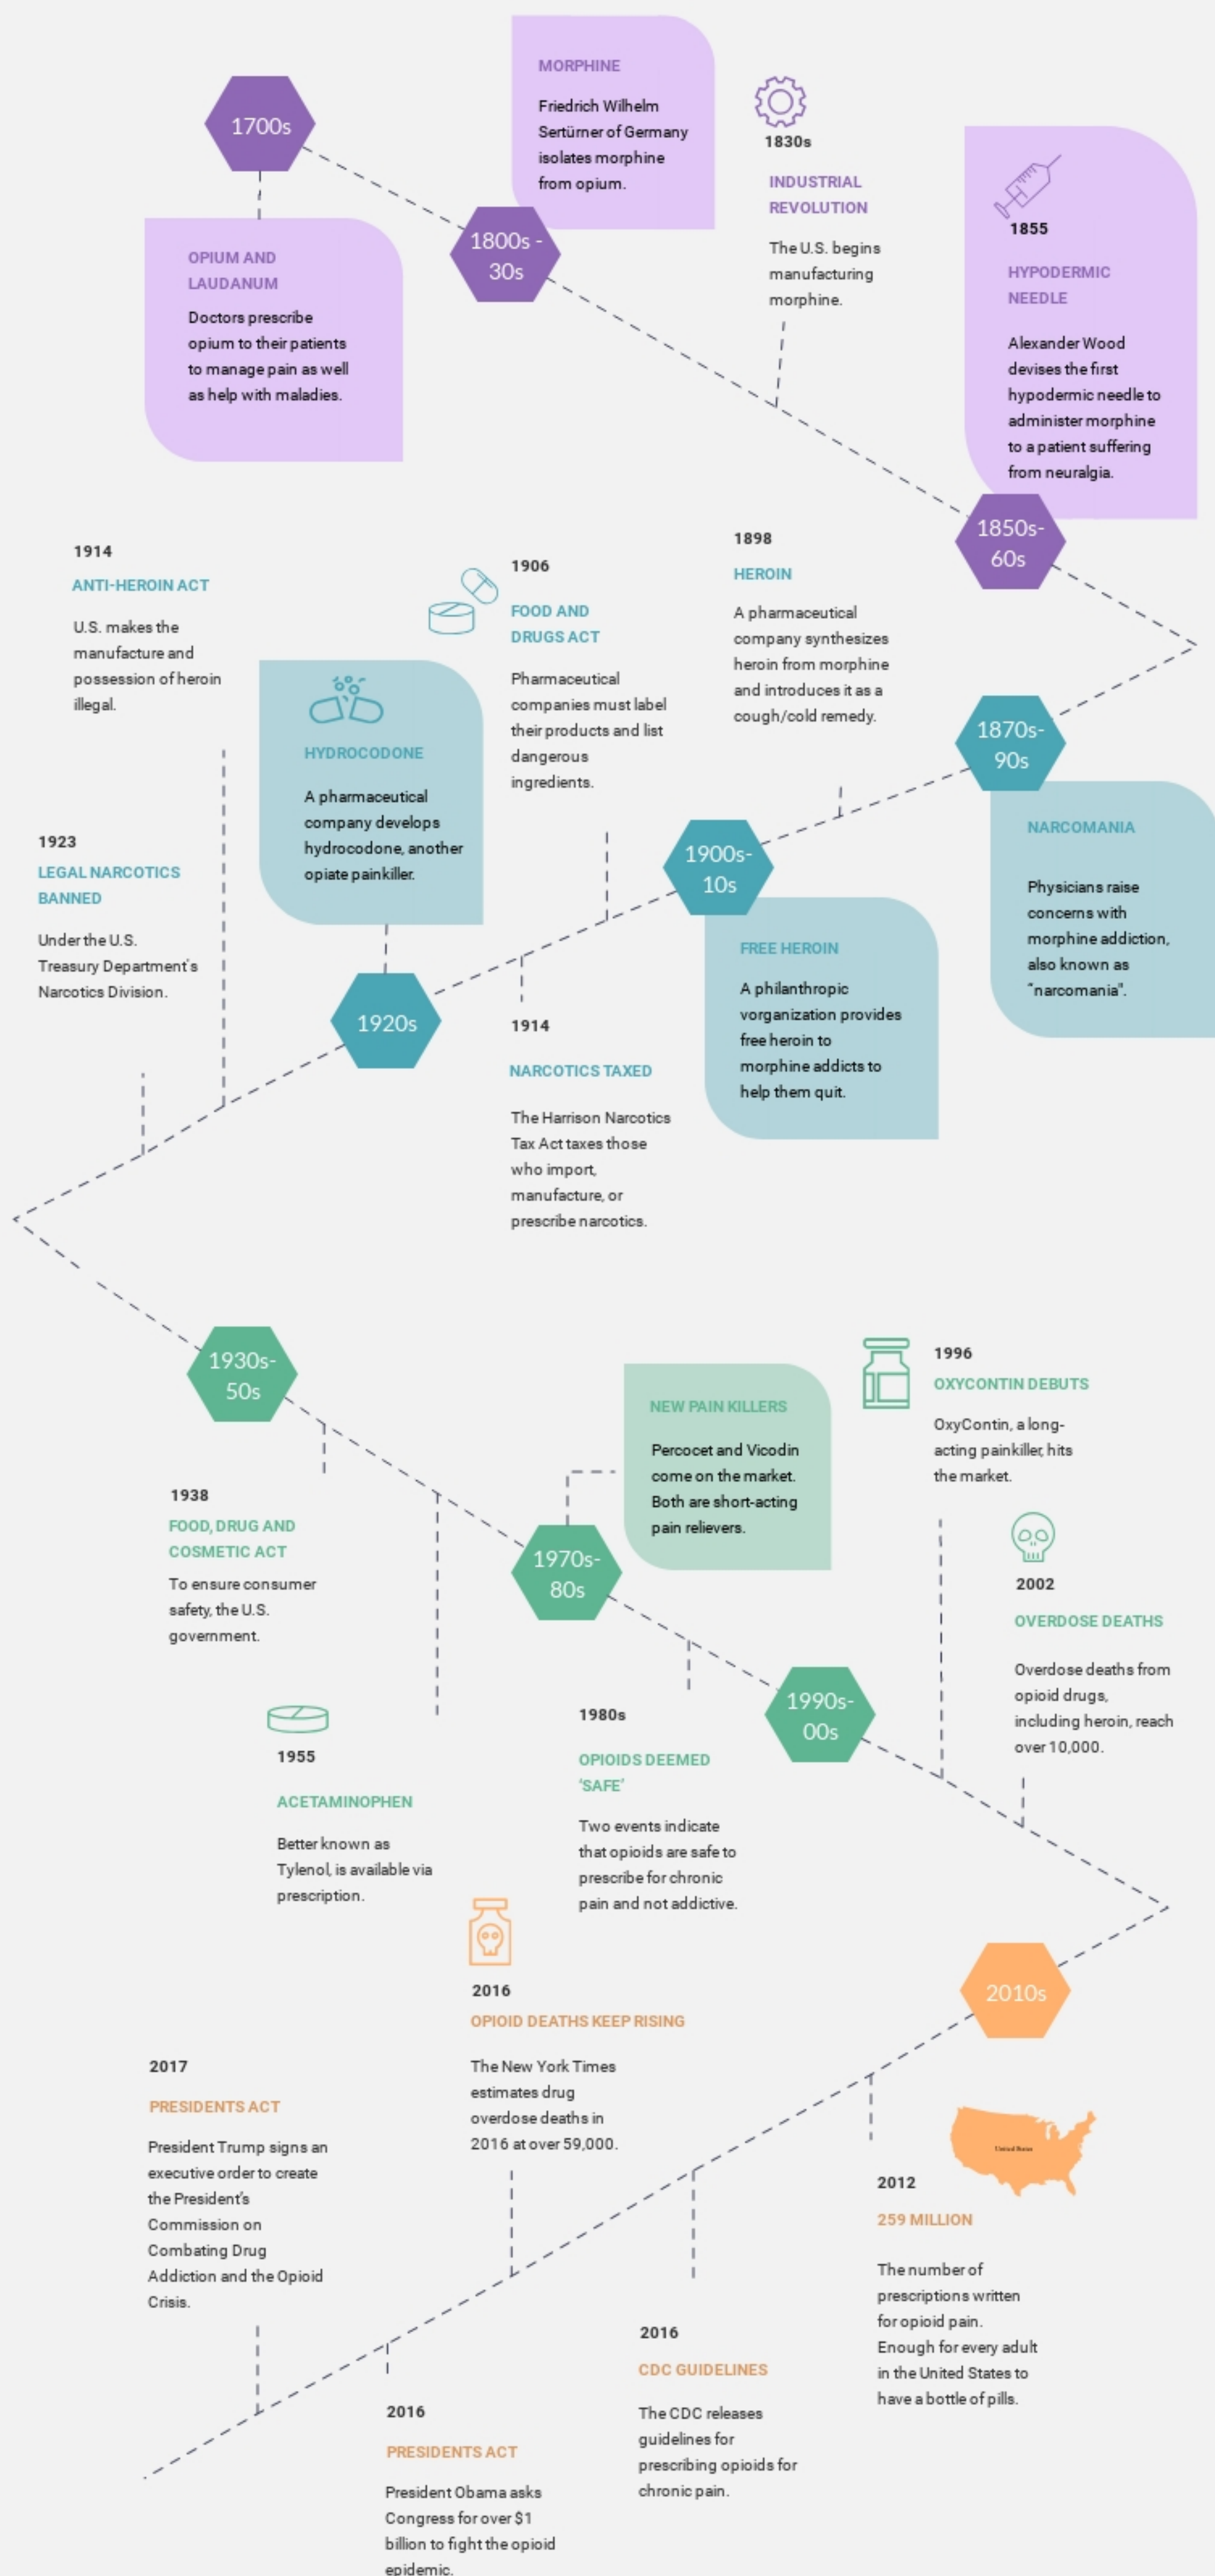 1700s
OPIUM AND
LAUDANUM
Doctors prescribe
opium to their patients
to manage pain as well
as help with maladies.
1800s -
30s
MORPHINE
Friedrich Wilhelm
Sertürner of Germany
isolates morphine
from opium.
1830s
INDUSTRIAL
REVOLUTION
The U.S. begins
manufacturing
morphine.
1855
HYPODERMIC
NEEDLE
Alexander Wood
devises the first
hypodermic needle to
administer morphine
to a patient suffering
from neuralgia.
1850s-
60s
1870s-
90s
NARCOMANIA
Physicians raise
concerns with
morphine addiction,
also known as
"narcomania".
1898
HEROIN
A pharmaceutical
company synthesizes
heroin from morphine
and introduces it as a
cough/cold remedy.
1900s-
10s
FREE HEROIN
A philanthropic
vorganization provides
free heroin to
morphine addicts to
help them quit.
1906
FOOD AND
DRUGS ACT
Pharmaceutical
companies must label
their products and list
dangerous
ingredients.
1914
NARCOTICS TAXED
The Harrison Narcotics
Tax Act taxes those
who import,
manufacture, or
prescribe narcotics.
1920s
HYDROCODONE
A pharmaceutical
company develops
hydrocodone, another
opiate painkiller.
1914
ANTI-HEROIN ACT
U.S. makes the
manufacture and
possession of heroin
illegal.
1923
LEGAL NARCOTICS
BANNED
Under the U.S.
Treasury Department's
Narcotics Division.
1930s-
50s
1938
FOOD, DRUG AND
COSMETIC ACT
To ensure consumer
safety, the U.S.
government.
1955
ACETAMINOPHEN
Better known as
Tylenol, is available via
prescription.
1970s-
80s
NEW PAIN KILLERS
Percocet and Vicodin
come on the market.
Both are short-acting
pain relievers.
1980s
OPIOIDS DEEMED
'SAFE'
Two events indicate
that opioids are safe to
prescribe for chronic
pain and not addictive.
1990s-
00s
1996
OXYCONTIN DEBUTS
OxyContin, a long-
acting painkiller, hits
the market.
2002
OVERDOSE DEATHS
Overdose deaths from
opioid drugs,
including heroin, reach
over 10,000.
2010s
United States
2012
259 MILLION
The number of
prescriptions written
for opioid pain.
Enough for every adult
in the United States to
have a bottle of pills.
2016
CDC GUIDELINES
The CDC releases
guidelines for
prescribing opioids for
chronic pain.
2016
OPIOID DEATHS KEEP RISING
The New York Times
estimates drug
overdose deaths in
2016 at over 59,000.
2016
PRESIDENTS ACT
President Obama asks
Congress for over $1
billion to fight the opioid
epidemic.
2017
PRESIDENTS ACT
President Trump signs an
executive order to create
the President's
Commission on
Combating Drug
Addiction and the Opioid
Crisis.